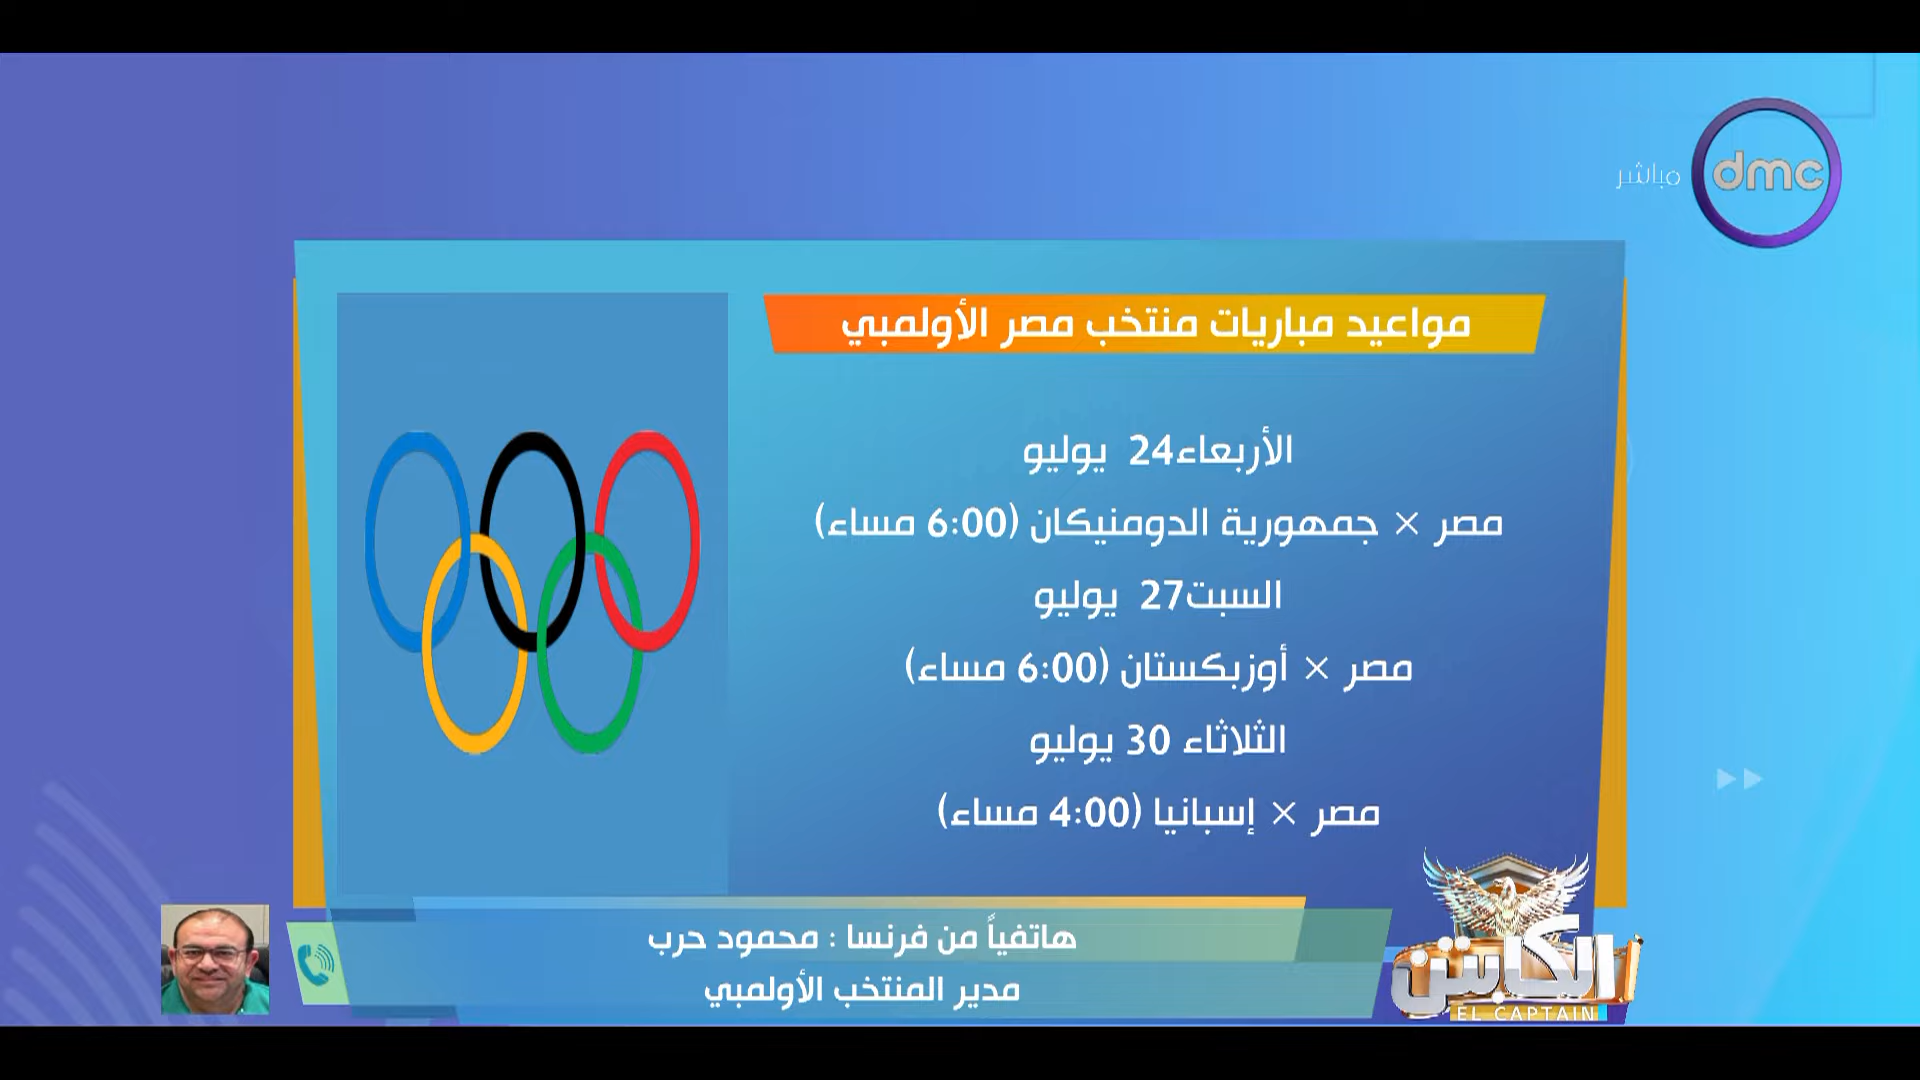 dmc
مباشر
مواعيد مباريات منتخب مصر الأولمبي
الأربعاء24 يوليو
مصر × جمهورية الدومنيكان (6:00 مساء)
السبت27 يوليو
مصر × أوزبكستان (6:00 مساء)
الثلاثاء 30 يوليو
مصر × إسبانيا (4:00 مساء)
هاتفياً من فرنسا : محمود حرب
مدير المنتخب الأولمبي
الكابتن
EL CAPTAIN